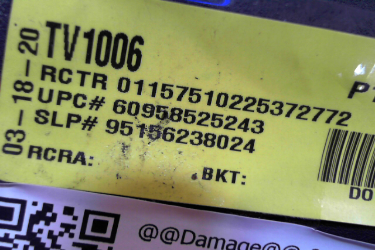 03-18-20
TV1006
RCTR 01157510225372772
UPC# 60958525243
SLP# 95156238024
RCRA: BKT:
DO
@@Damage@@